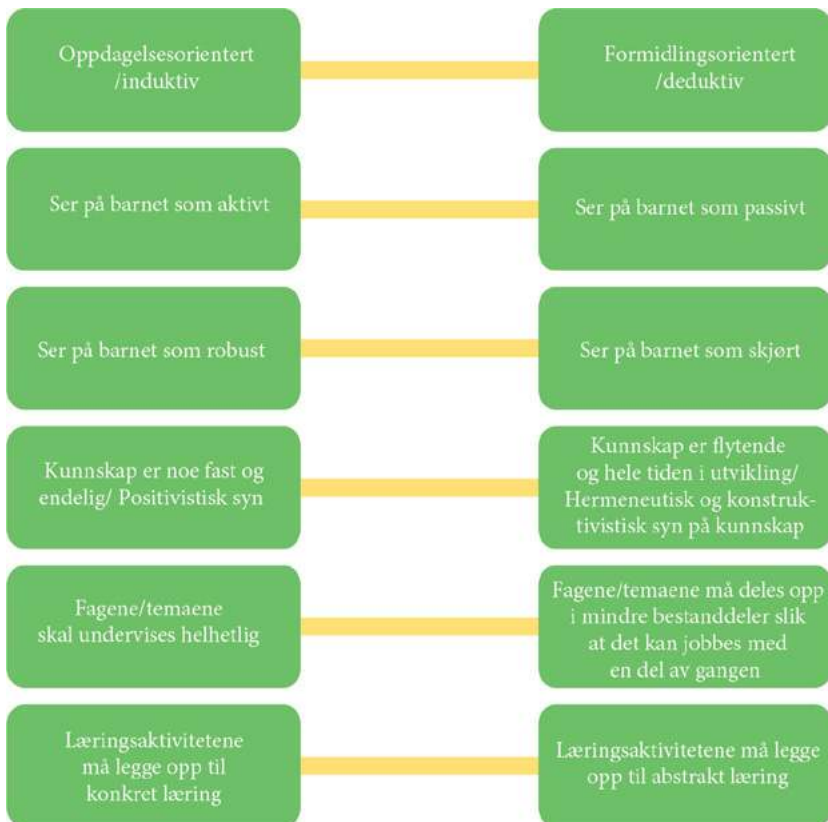 Oppdagelsesorientert
/induktiv
Formidlingsorientert
/deduktiv
Ser på barnet som aktivt
Ser på barnet som passivt
Ser på barnet som robust
Ser på barnet som skjørt
Kunnskap er noe fast og
endelig/ Positivistisk syn
Kunnskap er flytende
og hele tiden i utvikling/
Hermeneutisk og konstruk-
tivistisk syn på kunnskap
Fagene/temaene
skal undervises helhetlig
Fagene/temaene må deles opp
i mindre bestanddeler slik
at det kan jobbes med
en del av gangen
Læringsaktivitetene
må legge opp til
konkret læring
Læringsaktivitetene må legge
opp til abstrakt læring